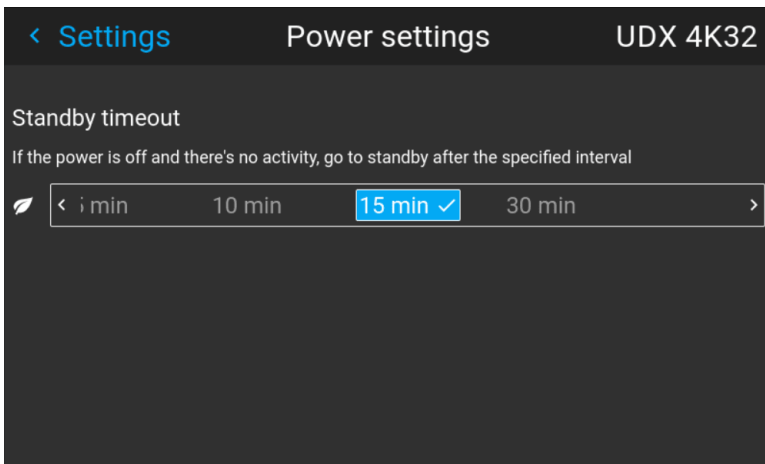 Settings Power settings UDX 4K32
Standby timeout
If the power is off and there's no activity, go to standby after the specified interval
min 10 min 15 min 30 min